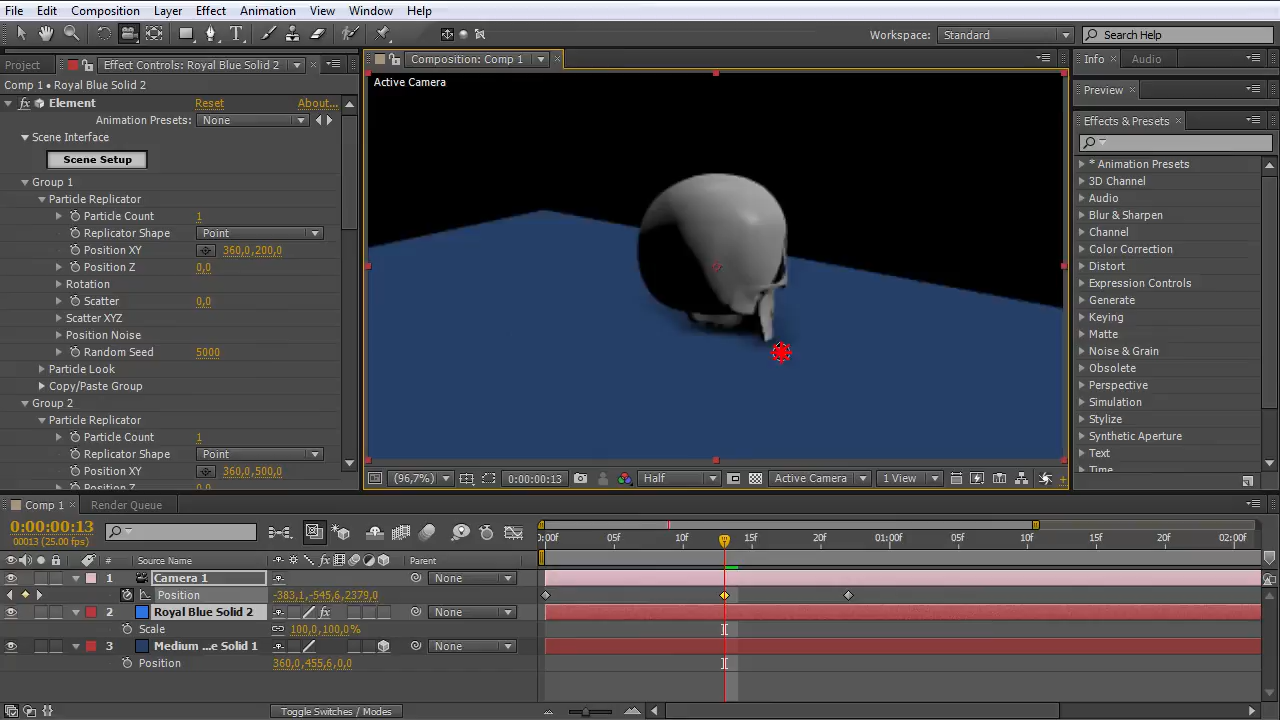 File Edit Composition Layer Effect Animation View Window Help
Workspace: Standard Search Help
Project Effect Controls: Royal Blue Solid 2
Composition: Comp 1
Info Audio
Comp 1 • Royal Blue Solid 2
Active Camera
Preview
Element Reset About...
Animation Presets: None
Effects & Presets
Scene Interface
Scene Setup
* Animation Presets
Group 1
3D Channel
Particle Replicator
Audio
Particle Count 1
Blur & Sharpen
Replicator Shape Point
Channel
Position XY 360,0,200,0
Color Correction
Position Z 0,0
Distort
Rotation
Expression Controls
Scatter 0,0
Generate
Scatter XYZ
Keying
Position Noise
Matte
Random Seed 5000
Noise & Grain
Particle Look
Obsolete
Copy/Paste Group
Perspective
Group 2
Simulation
Particle Replicator
Stylize
Particle Count 1
Synthetic Aperture
Replicator Shape Point
Text
Position XY 360,0,500,0
Time
Position Z 0,0
(96,7%) 0:00:00:13 Half Active Camera 1 View
Comp 1 Render Queue
0:00:00:13
00013 (25.00 fps)
0:00f 05f 10f 15f 20f 01:00f 05f 10f 15f 20f 02:00f
# Source Name Parent
1 Camera 1 None
Position -383,1,-545,6,2379,0
2 Royal Blue Solid 2 None
Scale 100,0,100,0%
3 Medium ...e Solid 1 None
Position 360,0,455,6,0,0
Toggle Switches / Modes